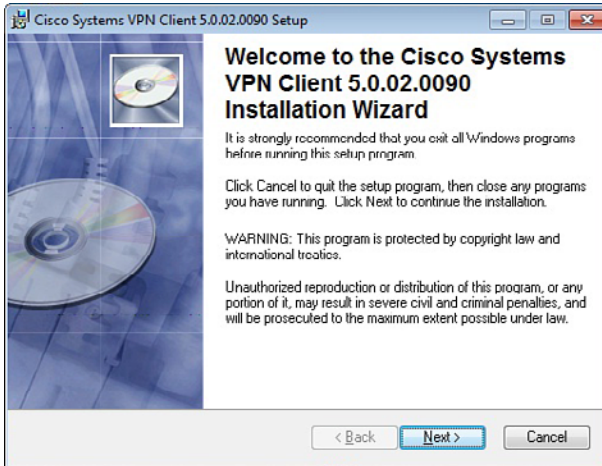 Cisco Systems VPN Client 5.0.02.0090 Setup
Welcome to the Cisco Systems
VPN Client 5.0.02.0090
Installation Wizard
It is strongly recommended that you exit all Windows programs
before running this setup program.
Click Cancel to quit the setup program, then close any programs
you have running. Click Next to continue the installation.
WARNING: This program is protected by copyright law and
international treaties.
Unauthorized reproduction or distribution of this program, or any
portion of it, may result in severe civil and criminal penalties, and
will be prosecuted to the maximum extent possible under law.
< Back Next > Cancel